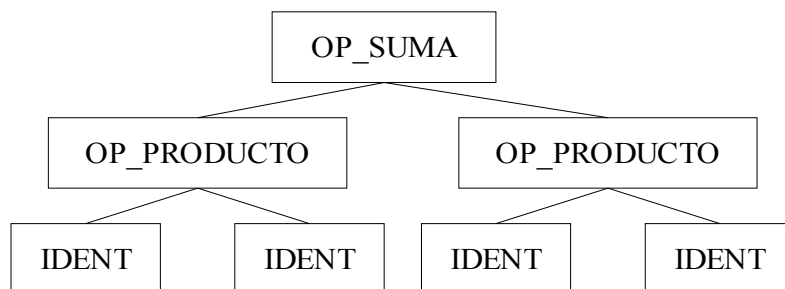 OP_SUMA
OP_PRODUCTO OP_PRODUCTO
IDENT IDENT IDENT IDENT